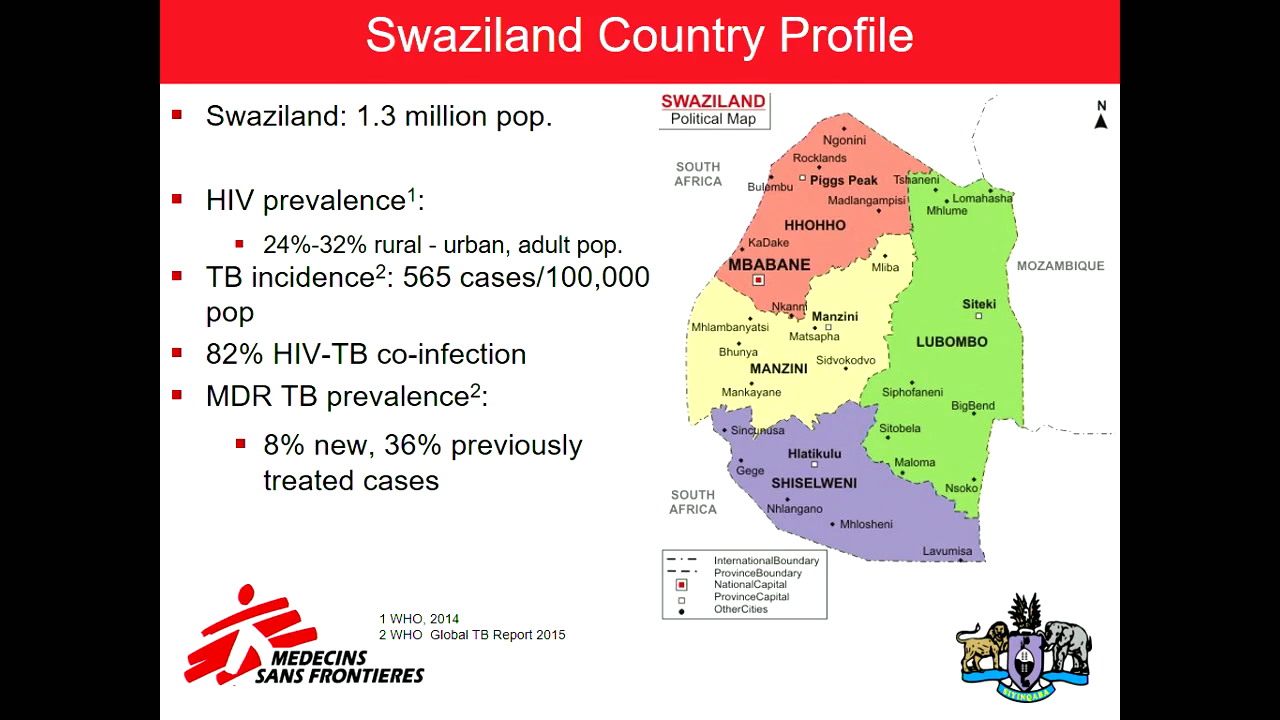 Swaziland Country Profile
Swaziland: 1.3 million pop.
HIV prevalence1:
24%-32% rural - urban, adult pop.
TB incidence2: 565 cases/100,000
pop
82% HIV-TB co-infection
MDR TB prevalence2:
8% new, 36% previously
treated cases
SWAZILAND
Political Map
N
Ngonini
SOUTH
AFRICA
Rocklands
Bulembu
Piggs Peak
Tshaneni
Lomahasha
Madlangampisi
Mhlume
HHOHHO
KaDake
MBABANE
Mliba
MOZAMBIQUE
Nkanni
Manzini
Siteki
Mhlambanyatsi
Matsapha
LUBOMBO
Bhunya
Sidvokodvo
MANZINI
Mankayane
Siphofaneni
BigBend
Sincunusa
Sitobela
Hlatikulu
Gege
Maloma
SHISELWENI
Nsoko
SOUTH
AFRICA
Nhlangano
Mhlosheni
Lavumisa
InternationalBoundary
ProvinceBoundary
NationalCapital
ProvinceCapital
OtherCities
1 WHO, 2014
2 WHO Global TB Report 2015
MEDECINS
SANS FRONTIERES
SIYINQABA